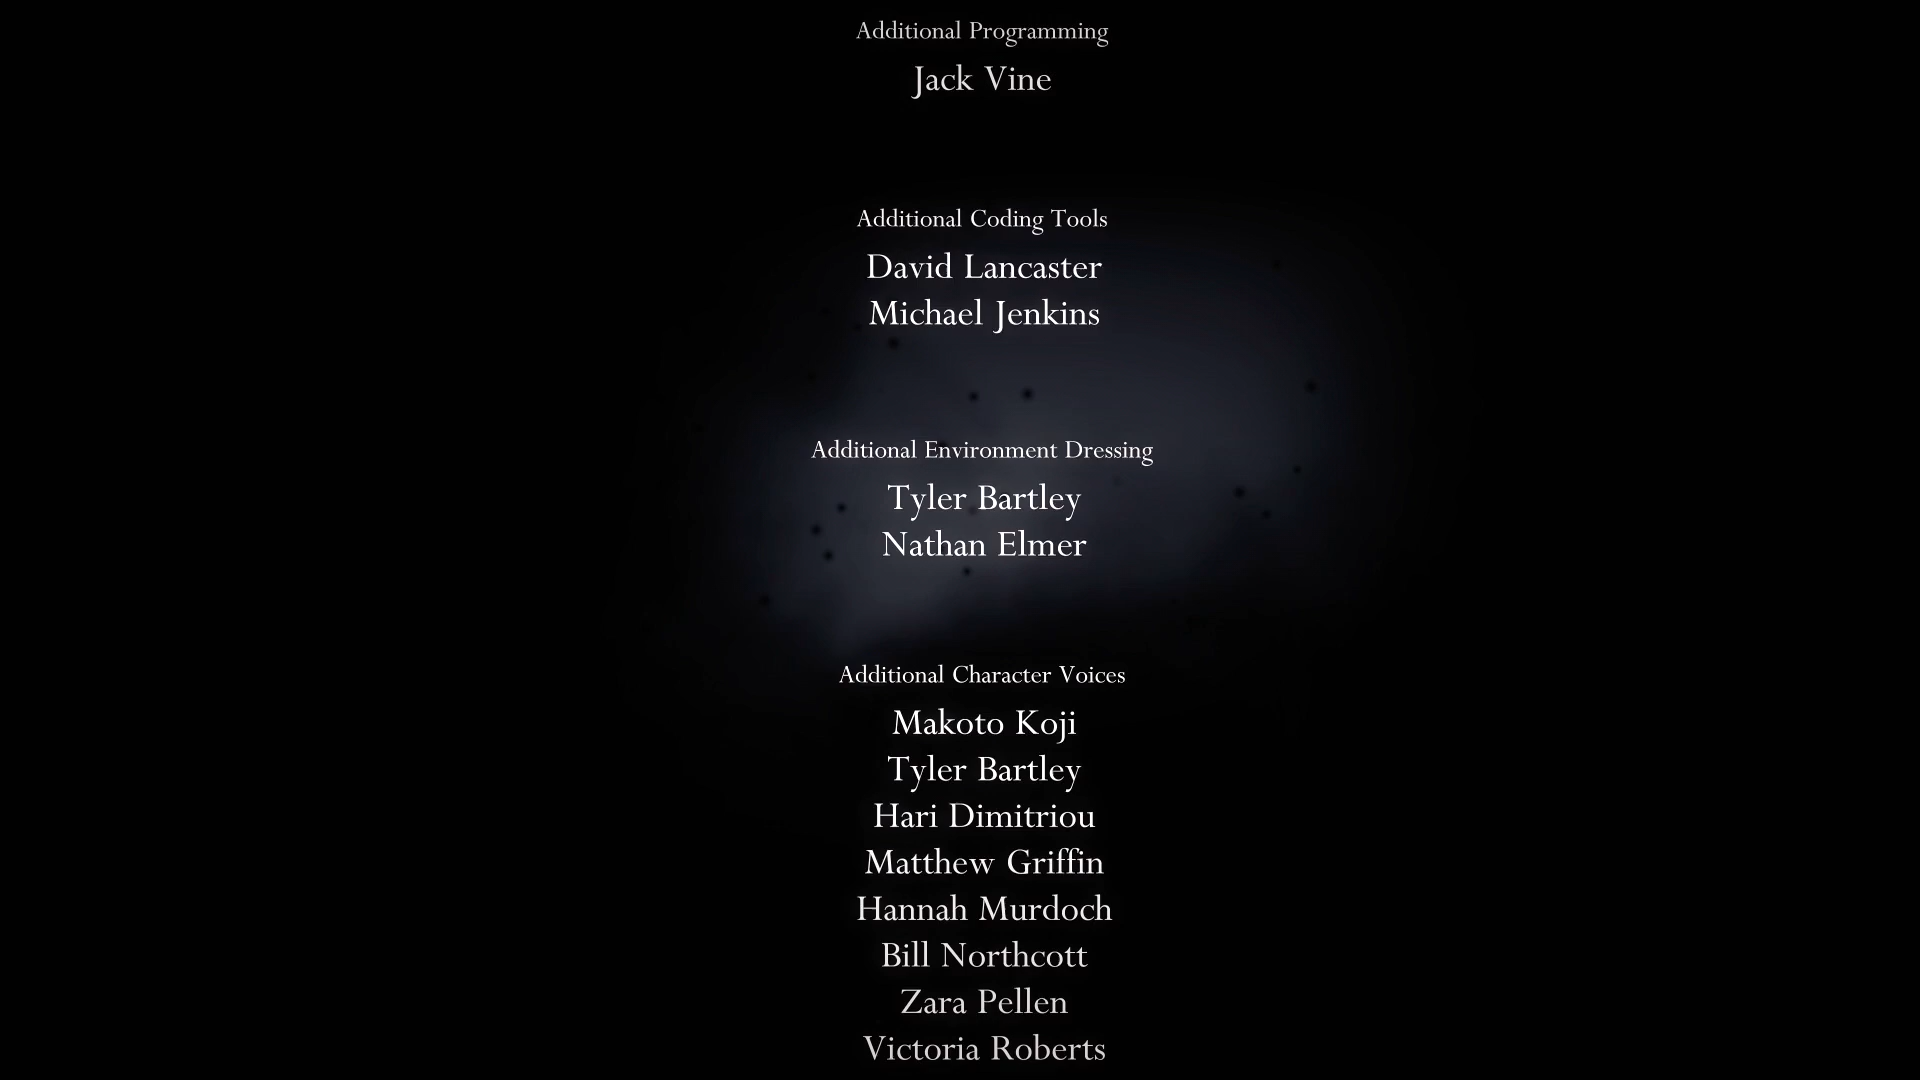 Additional Programming
Jack Vine
Additional Coding Tools
David Lancaster
Michael Jenkins
Additional Environment Dressing
Tyler Bartley
Nathan Elmer
Additional Character Voices
Makoto Koji
Tyler Bartley
Hari Dimitriou
Matthew Griffin
Hannah Murdoch
Bill Northcott
Zara Pellen
Victoria Roberts